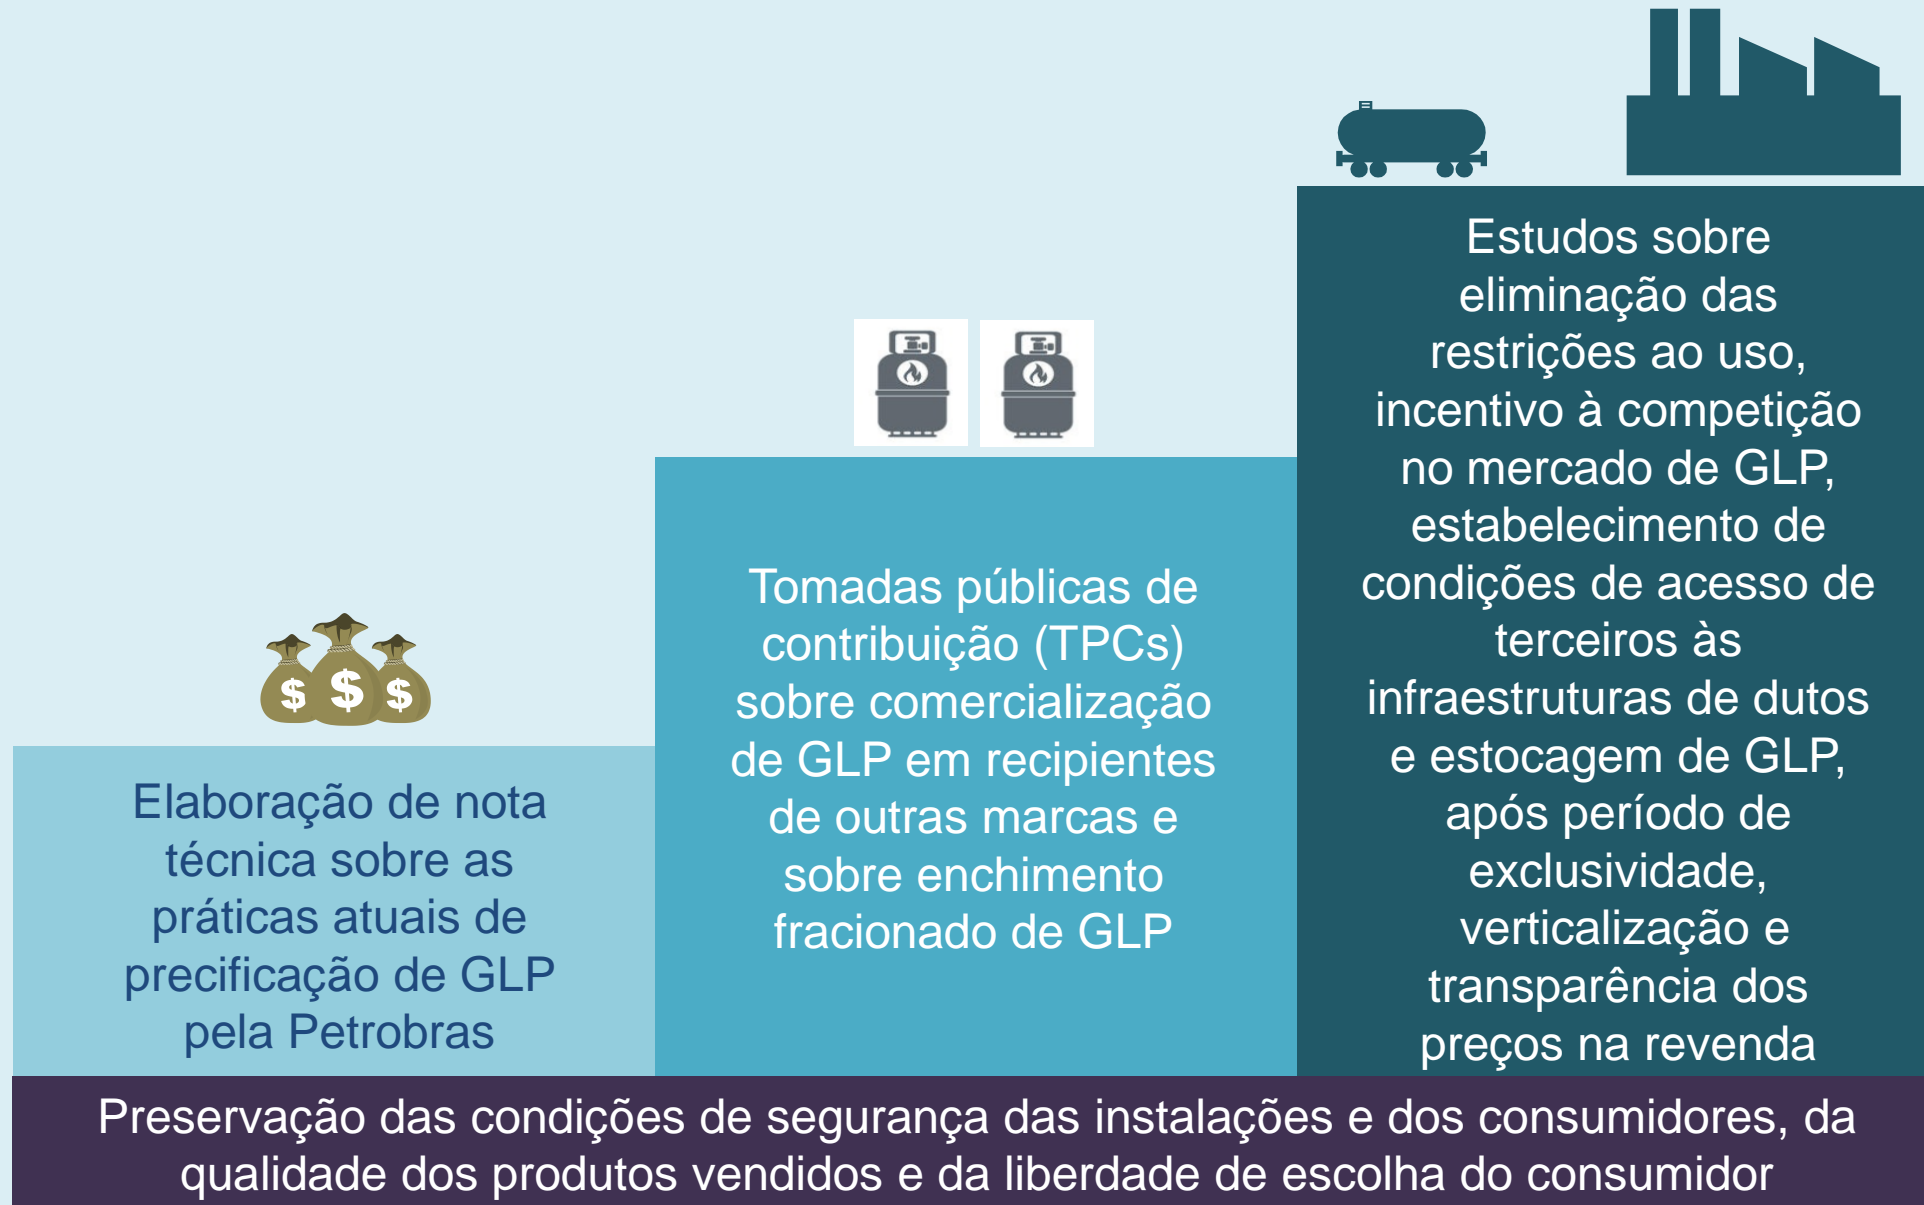 $ $ $
Elaboração de nota
técnica sobre as
práticas atuais de
precificação de GLP
pela Petrobras
Tomadas públicas de
contribuição (TPCs)
sobre comercialização
de GLP em recipientes
de outras marcas e
sobre enchimento
fracionado de GLP
Estudos sobre
eliminação das
restrições ao uso,
incentivo à competição
no mercado de GLP,
estabelecimento de
condições de acesso de
terceiros às
infraestruturas de dutos
e estocagem de GLP,
após período de
exclusividade,
verticalização e
transparência dos
preços na revenda
Preservação das condições de segurança das instalações e dos consumidores, da
qualidade dos produtos vendidos e da liberdade de escolha do consumidor